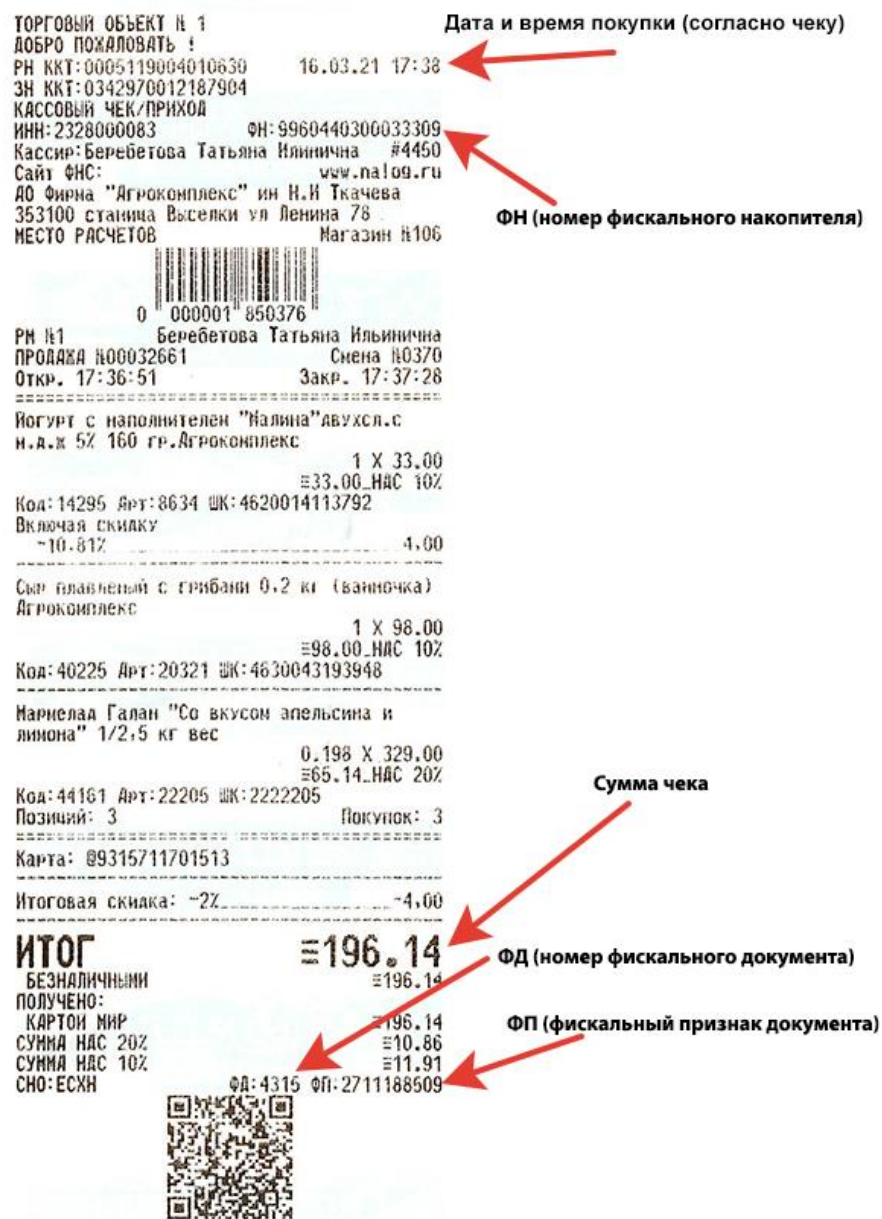 ТОРГОВЫЙ ОБЪЕКТ № 1
Дата и время покупки (согласно чеку)
ДОБРО ПОЖАЛОВАТЬ !
РН ККТ:0005119004010630 16.03.21 17:38
ЗН ККТ:0342970012187904
КАССОВЫЙ ЧЕК/ПРИХОД
ИНН:2328000083 ФН:9960440300033309
Кассир:Беребетова Татьяна Илинична #4450
Сайт ФНС: www.nalog.ru
АО Фирма "Агрокомплекс" им Н.И Ткачева
353100 станица Выселки ул Ленина 78
ФН (номер фискального накопителя)
МЕСТО РАСЧЕТОВ Магазин №106
0 000001 850376
РМ №1 Беребетова Татьяна Ильинична
ПРОДАЖА №00032661 Смена №0370
Откр. 17:36:51 Закр. 17:37:28
Йогурт с наполнителем "Малина"двухсл.с
м.д.ж 5% 160 гр.Агрокомплекс
1 X 33.00
≡33.00_НДС 10%
Код:14295 Арт:8634 ШК:4620014113792
Включая скидку
~10.81% 4.00
Сыр плавленый с грибами 0.2 кг (ванночка)
Агрокомплекс
1 X 98.00
≡98.00_НДС 10%
Код:40225 Арт:20321 ШК:4630043193948
Мармелад Галан "Со вкусом апельсина и
лимона" 1/2.5 кг вес
0.198 X 329.00
≡65.14_НДС 20%
Сумма чека
Код:44161 Арт:22205 ШК:2222205
Позиций: 3 Покупок: 3
Карта: @9315711701513
Итоговая скидка: ~2% ~4.00
ИТОГ ≡196.14
ФД (номер фискального документа)
БЕЗНАЛИЧНЫМИ ≡196.14
ПОЛУЧЕНО:
КАРТОЙ МИР ≡196.14
ФП (фискальный признак документа)
СУММА НДС 20% ≡10.86
СУММА НДС 10% ≡11.91
СНО:ЕСХН ФД:4315 ФП:2711188509